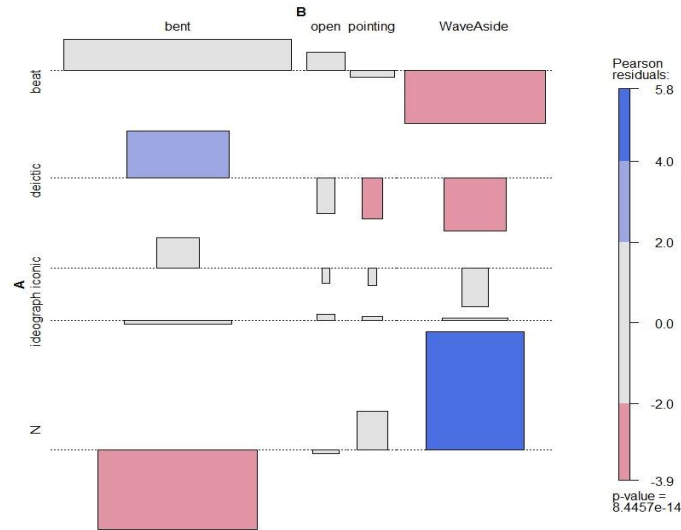 B
bent open pointing WaveAside
A
beat
deictic
iconic
ideograph
N
Pearson
residuals:
5.8
4.0
2.0
0.0
-2.0
-3.9
p-value =
8.4457e-14